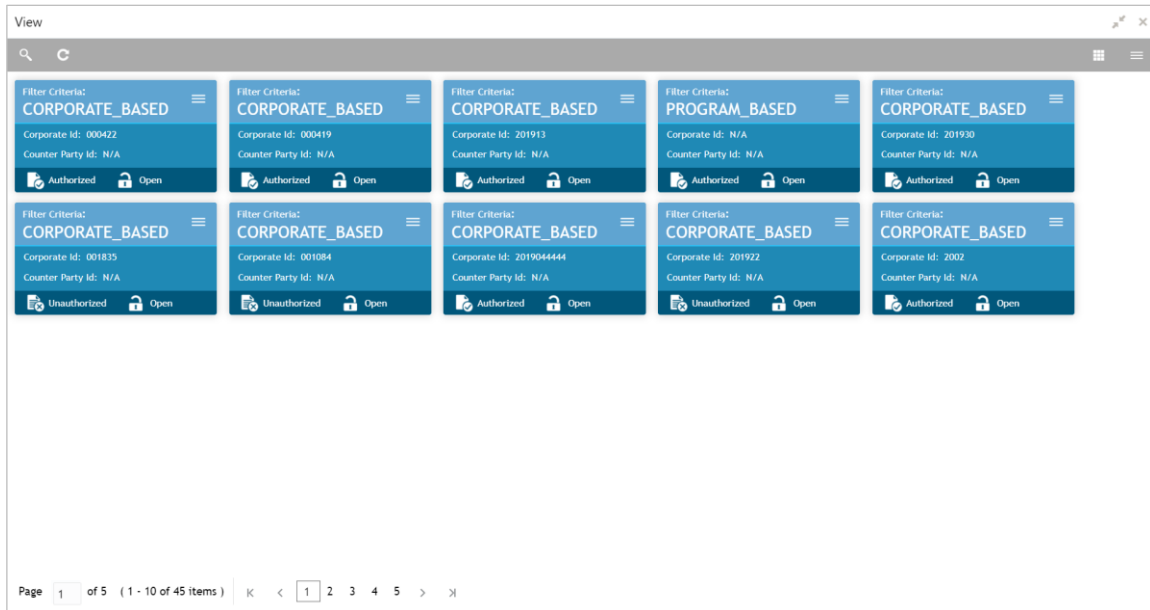 View
Filter Criteria:
CORPORATE_BASED
Corporate Id: 000422
Counter Party Id: N/A
Authorized Open
Filter Criteria:
CORPORATE_BASED
Corporate Id: 000419
Counter Party Id: N/A
Authorized Open
Filter Criteria:
CORPORATE_BASED
Corporate Id: 201913
Counter Party Id: N/A
Authorized Open
Filter Criteria:
PROGRAM_BASED
Corporate Id: N/A
Counter Party Id: N/A
Authorized Open
Filter Criteria:
CORPORATE_BASED
Corporate Id: 201930
Counter Party Id: N/A
Authorized Open
Filter Criteria:
CORPORATE_BASED
Corporate Id: 001835
Counter Party Id: N/A
Unauthorized Open
Filter Criteria:
CORPORATE_BASED
Corporate Id: 001084
Counter Party Id: N/A
Unauthorized Open
Filter Criteria:
CORPORATE_BASED
Corporate Id: 2019044444
Counter Party Id: N/A
Authorized Open
Filter Criteria:
CORPORATE_BASED
Corporate Id: 201922
Counter Party Id: N/A
Unauthorized Open
Filter Criteria:
CORPORATE_BASED
Corporate Id: 2002
Counter Party Id: N/A
Authorized Open
Page 1 of 5 ( 1 - 10 of 45 items ) 1 2 3 4 5